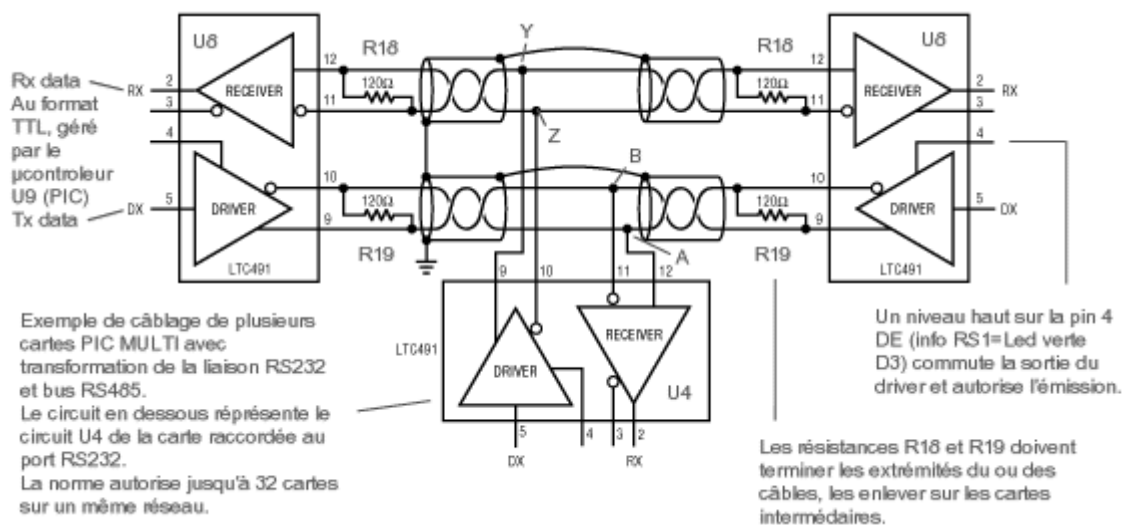 U8
Y
R18
R18
U8
Rx data
Au format
TTL, géré
par le
µcontroleur
U9 (PIC)
Tx data
RX
2
3
4
5
DX
RECEIVER
DRIVER
12
11
10
9
LTC491
120Ω
120Ω
R19
Z
B
A
120Ω
120Ω
R19
12
11
10
9
RECEIVER
DRIVER
LTC491
2
RX
3
4
5
DX
9
10
11
12
LTC491
DRIVER
RECEIVER
U4
5
4
3
2
DX
RX
Exemple de câblage de plusieurs
cartes PIC MULTI avec
transformation de la liaison RS232
et bus RS485.
Le circuit en dessous réprésente le
circuit U4 de la carte raccordée au
port RS232.
La norme autorise jusqu'à 32 cartes
sur un même réseau.
Un niveau haut sur la pin 4
DE (info RS1=Led verte
D3) commute la sortie du
driver et autorise l'émission.
Les résistances R18 et R19 doivent
terminer les extrémités du ou des
câbles, les enlever sur les cartes
intermédaires.